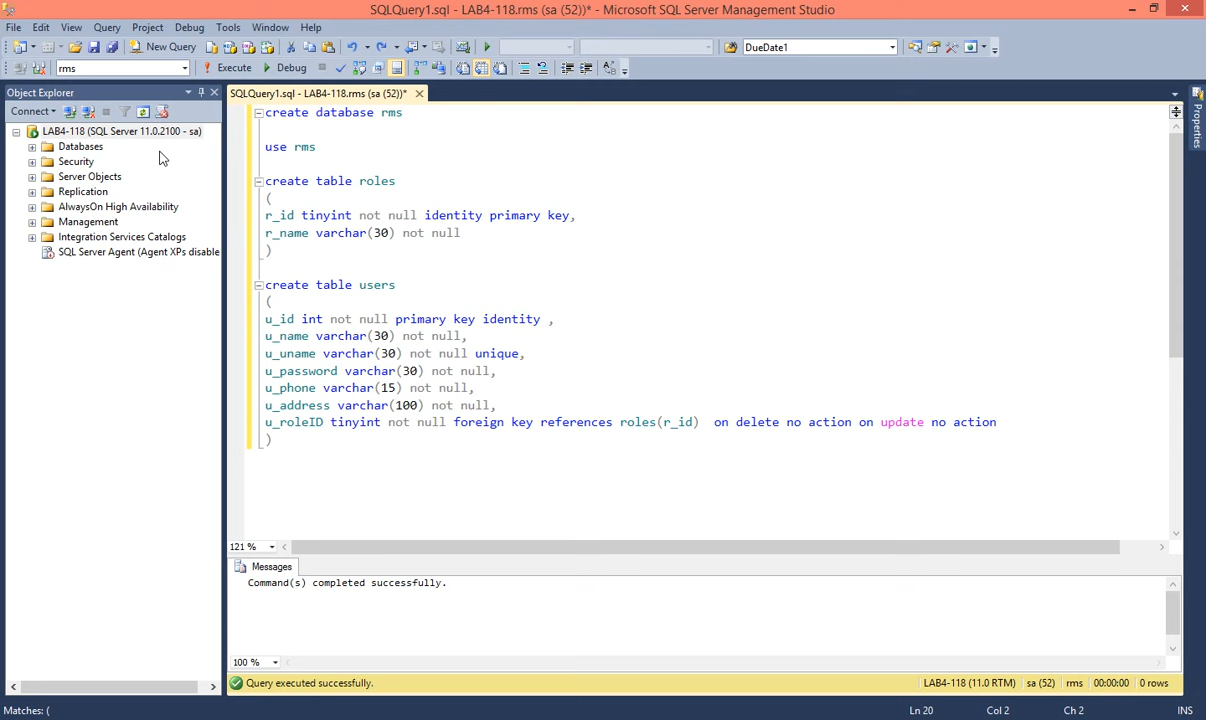 SQLQuery1.sql - LAB4-118.rms (sa (52))* - Microsoft SQL Server Management Studio
File Edit View Query Project Debug Tools Window Help
New Query DueDate1
rms Execute Debug
Object Explorer
SQLQuery1.sql - LAB4-118.rms (sa (52))*
Connect
LAB4-118 (SQL Server 11.0.2100 - sa)
Databases
Security
Server Objects
Replication
AlwaysOn High Availability
Management
Integration Services Catalogs
SQL Server Agent (Agent XPs disable
create database rms
use rms
create table roles
(
r_id tinyint not null identity primary key,
r_name varchar(30) not null
)
create table users
(
u_id int not null primary key identity ,
u_name varchar(30) not null,
u_uname varchar(30) not null unique,
u_password varchar(30) not null,
u_phone varchar(15) not null,
u_address varchar(100) not null,
u_roleID tinyint not null foreign key references roles(r_id)  on delete no action on update no action
)
Properties
121 %
Messages
Command(s) completed successfully.
100 %
Query executed successfully. LAB4-118 (11.0 RTM) sa (52) rms 00:00:00 0 rows
Matches: ( Ln 20 Col 2 Ch 2 INS